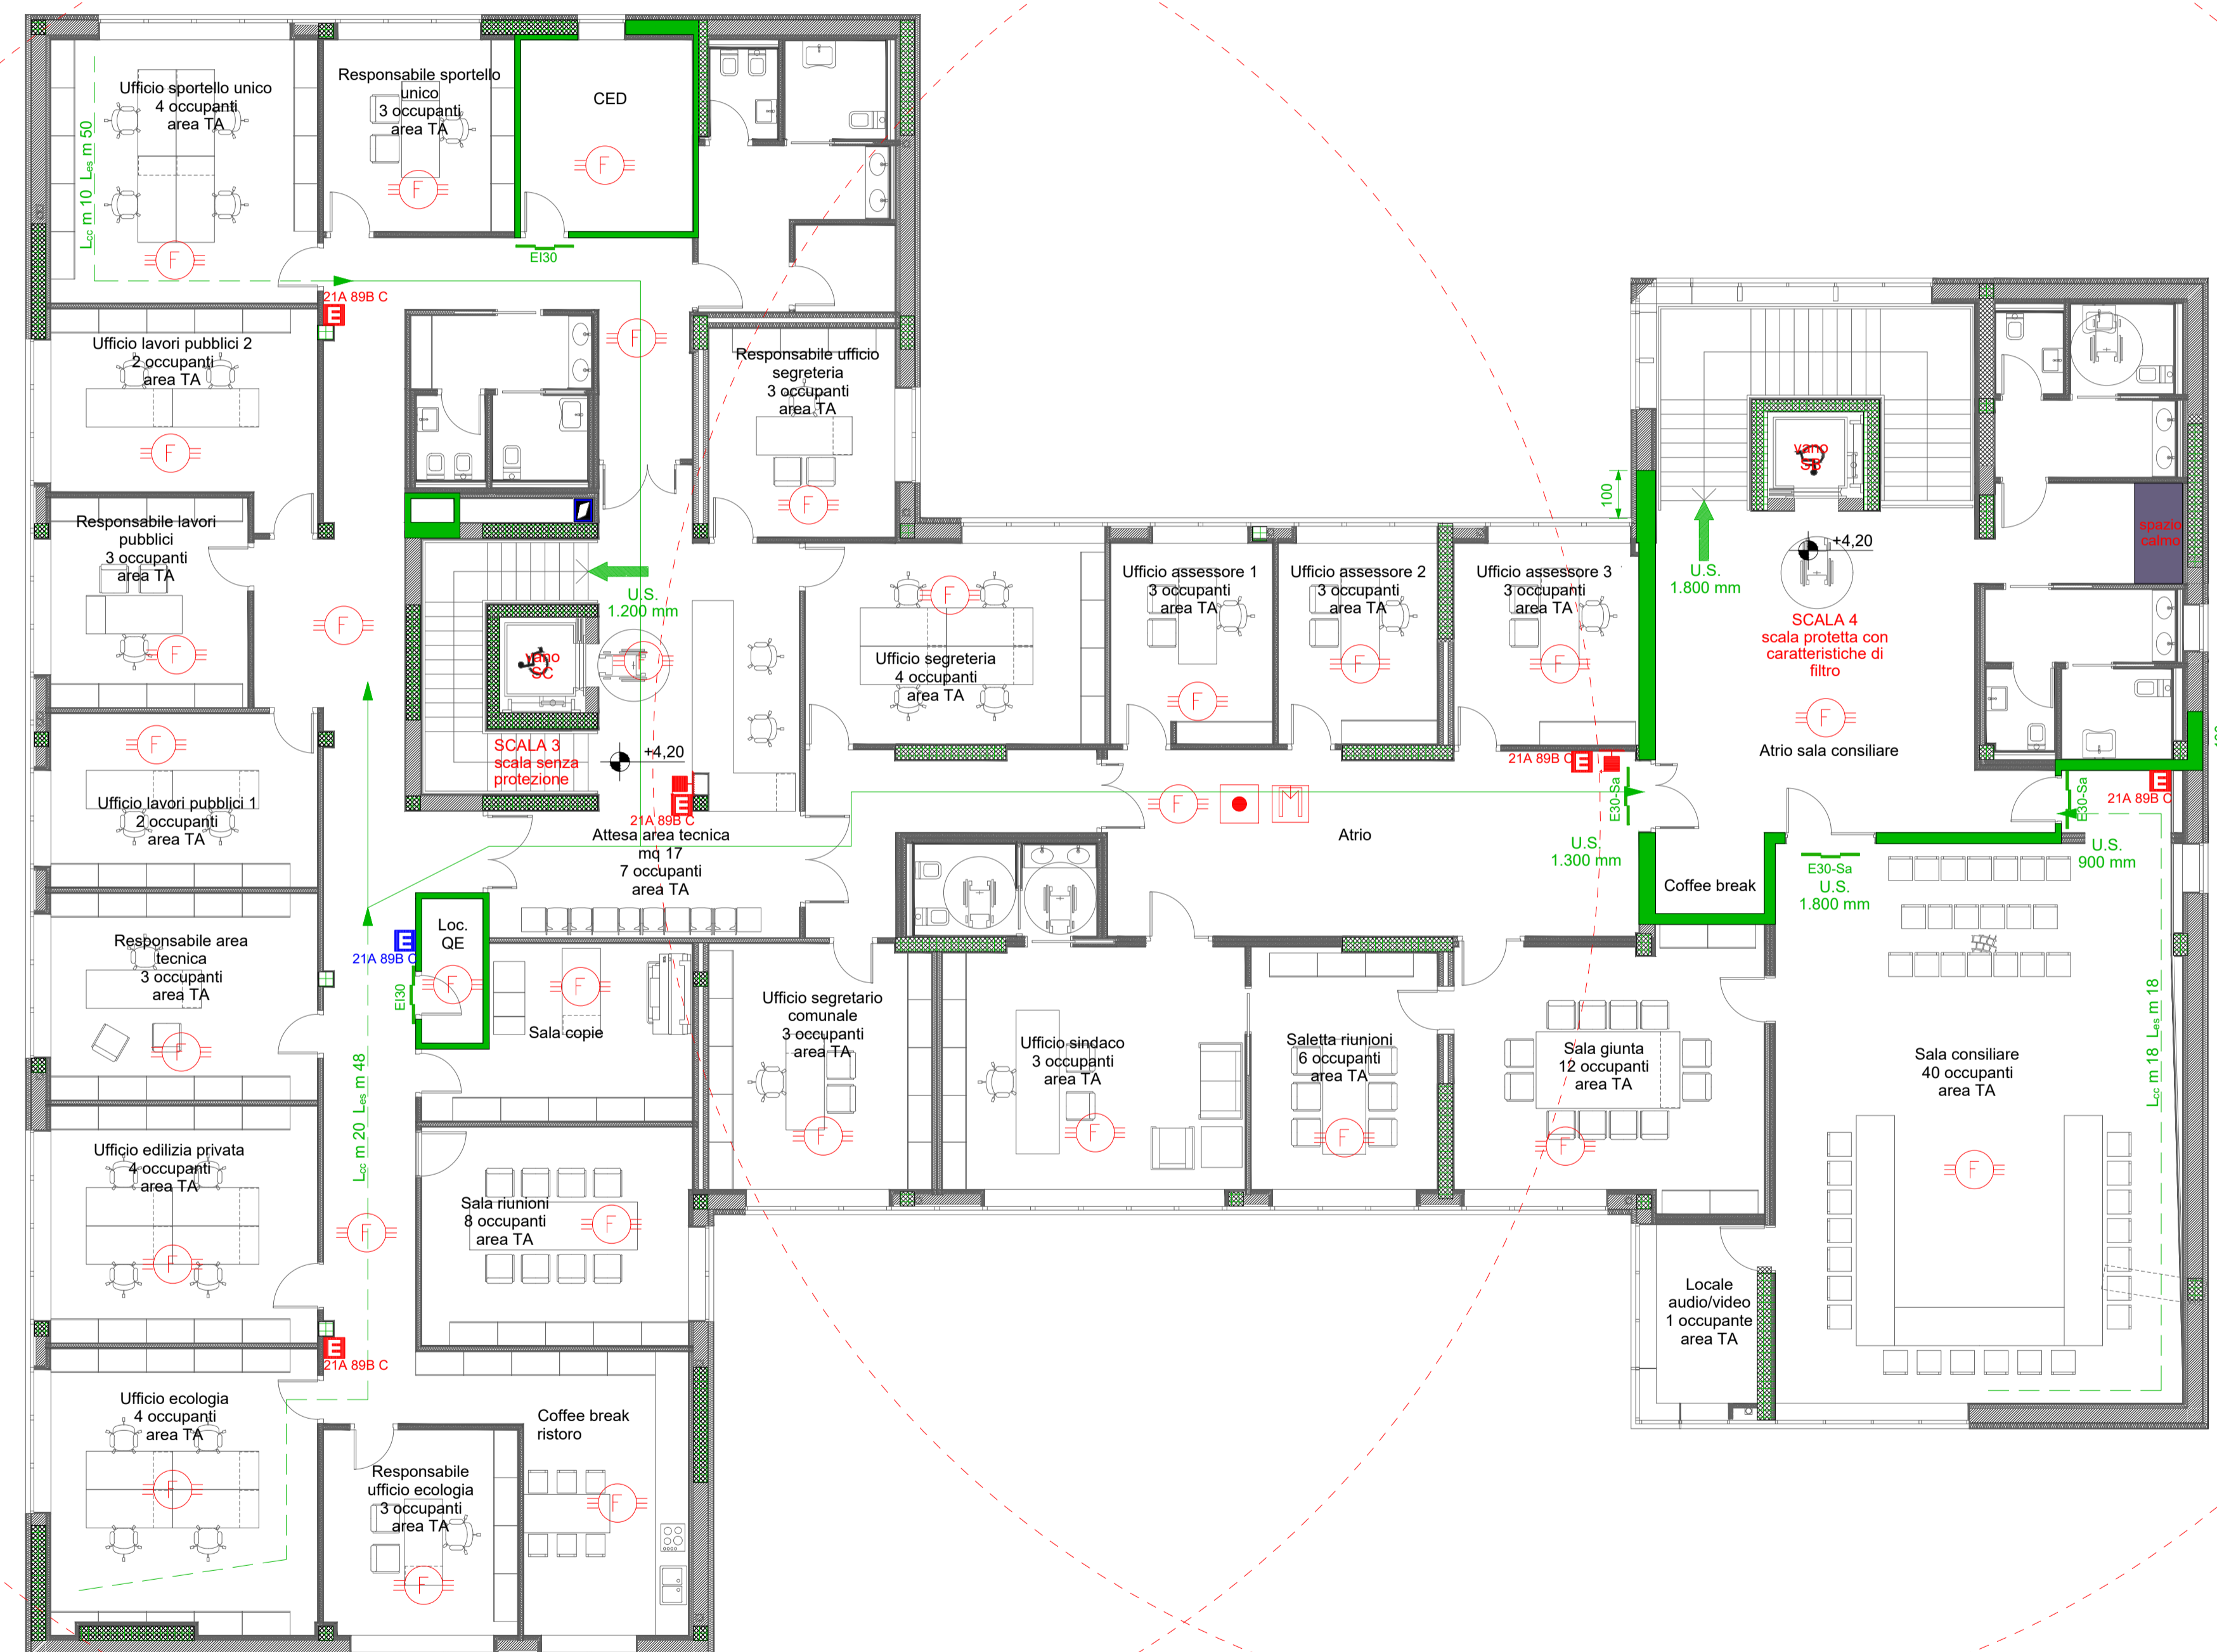 Ufficio sportello unico
4 occupanti
area TA
Responsabile sportello
unico
3 occupanti
area TA
CED
F
F
F
Lcc m 10 Les m 50
EI30
21A 89B C
E
F
Ufficio lavori pubblici 2
2 occupanti
area TA
F
Responsabile ufficio
segreteria
3 occupanti
area TA
F
Responsabile lavori
pubblici
3 occupanti
area TA
F
F
U.S.
1.200 mm
vano
SC
F
SCALA 3
scala senza
protezione
+4,20
E
21A 89B C
Ufficio segreteria
4 occupanti
area TA
F
Ufficio assessore 1
3 occupanti
area TA
F
Ufficio assessore 2
3 occupanti
area TA
F
Ufficio assessore 3
3 occupanti
area TA
F
100
U.S.
1.800 mm
vano
SB
+4,20
spazio
calmo
SCALA 4
scala protetta con
caratteristiche di
filtro
F
Atrio sala consiliare
F
Ufficio lavori pubblici 1
2 occupanti
area TA
Attesa area tecnica
mq 17
7 occupanti
area TA
F
M
Atrio
21A 89B C
E
E30-Sa
U.S.
1.300 mm
Coffee break
E30-Sa
U.S.
1.800 mm
E30-Sa
E
21A 89B C
U.S.
900 mm
Responsabile area
tecnica
3 occupanti
area TA
F
E
21A 89B C
EI30
Loc.
QE
F
F
Sala copie
Ufficio segretario
comunale
3 occupanti
area TA
F
Ufficio sindaco
3 occupanti
area TA
F
Saletta riunioni
6 occupanti
area TA
F
Sala giunta
12 occupanti
area TA
F
Sala consiliare
40 occupanti
area TA
F
Lcc m 18 Les m 18
Lcc m 20 Les m 48
Ufficio edilizia privata
4 occupanti
area TA
F
F
Sala riunioni
8 occupanti
area TA
F
Locale
audio/video
1 occupante
area TA
E
21A 89B C
Ufficio ecologia
4 occupanti
area TA
F
Responsabile
ufficio ecologia
3 occupanti
area TA
F
Coffee break
ristoro
F